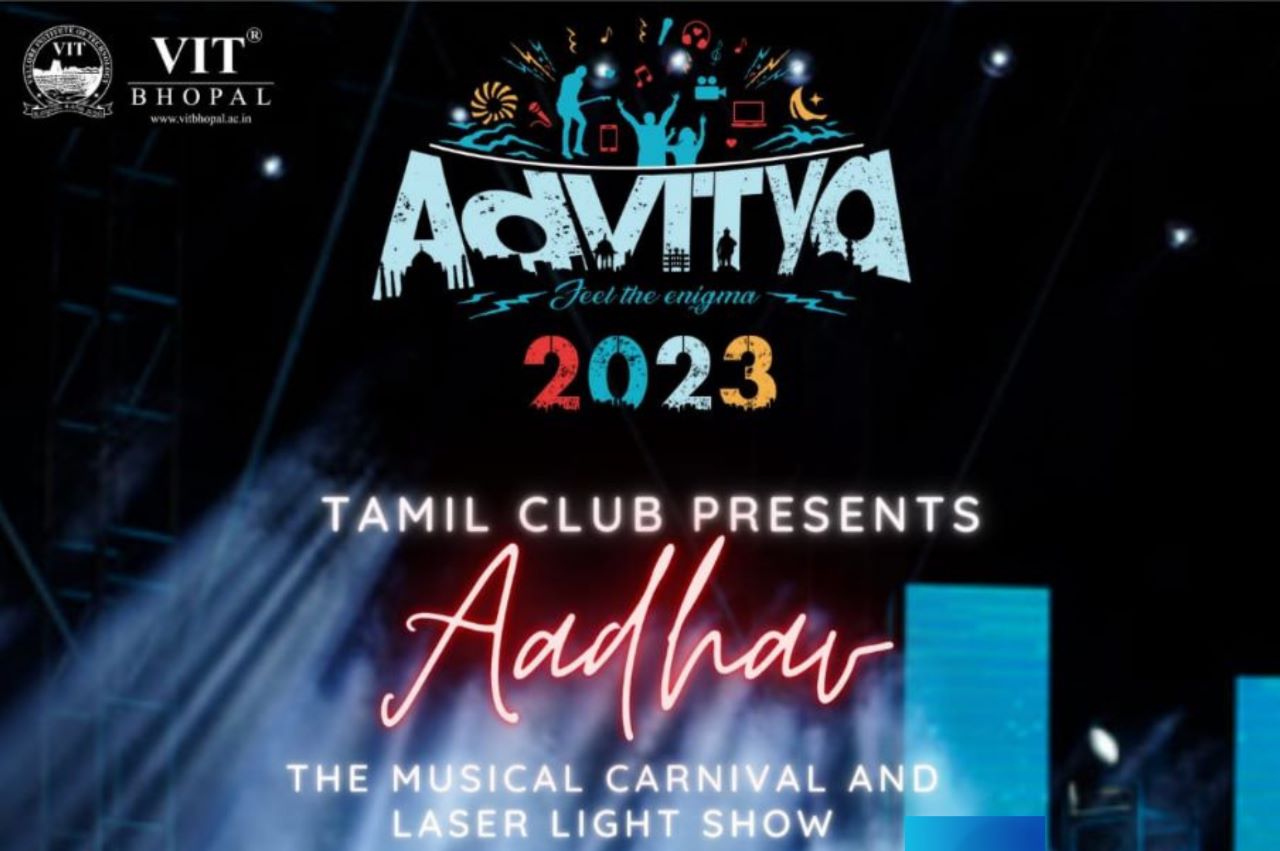 VIT
VIT®
BHOPAL
www.vitbhopal.ac.in
AdVITYa
Feel the enigma
2023
TAMIL CLUB PRESENTS
Aadhav
THE MUSICAL CARNIVAL AND
LASER LIGHT SHOW